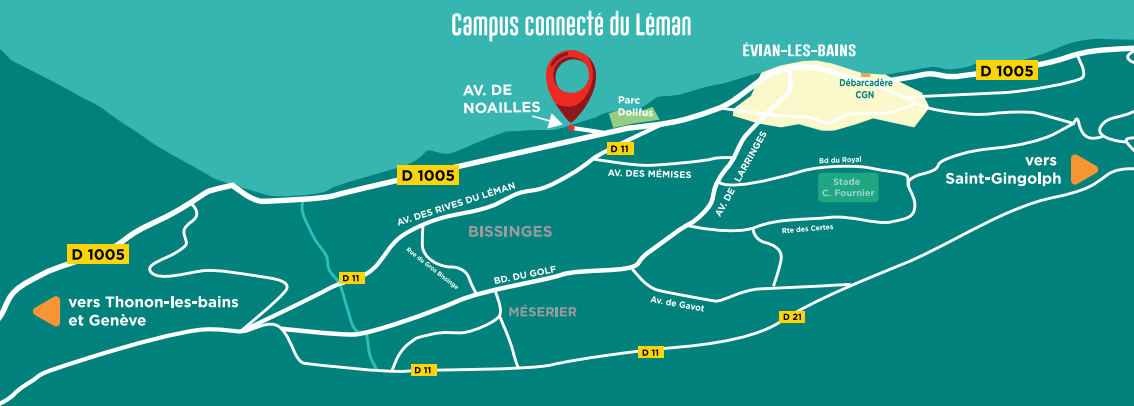 Campus connecté du Léman
ÉVIAN-LES-BAINS
D 1005
Débarcadère
CGN
AV. DE
NOAILLES
Parc
Dollfus
D 11
D 1005
AV. DES MÉMISES
AV. DE LARRINGES
Bd du Royal
Stade
C. Fournier
vers
Saint-Gingolph
AV. DES RIVES DU LÉMAN
BISSINGES
Rte des Certes
D 1005
Rue du Gros Bissinge
D 11
BD. DU GOLF
vers Thonon-les-bains
et Genève
MÉSERIER
Av. de Gavot
D 21
D 11
D 11